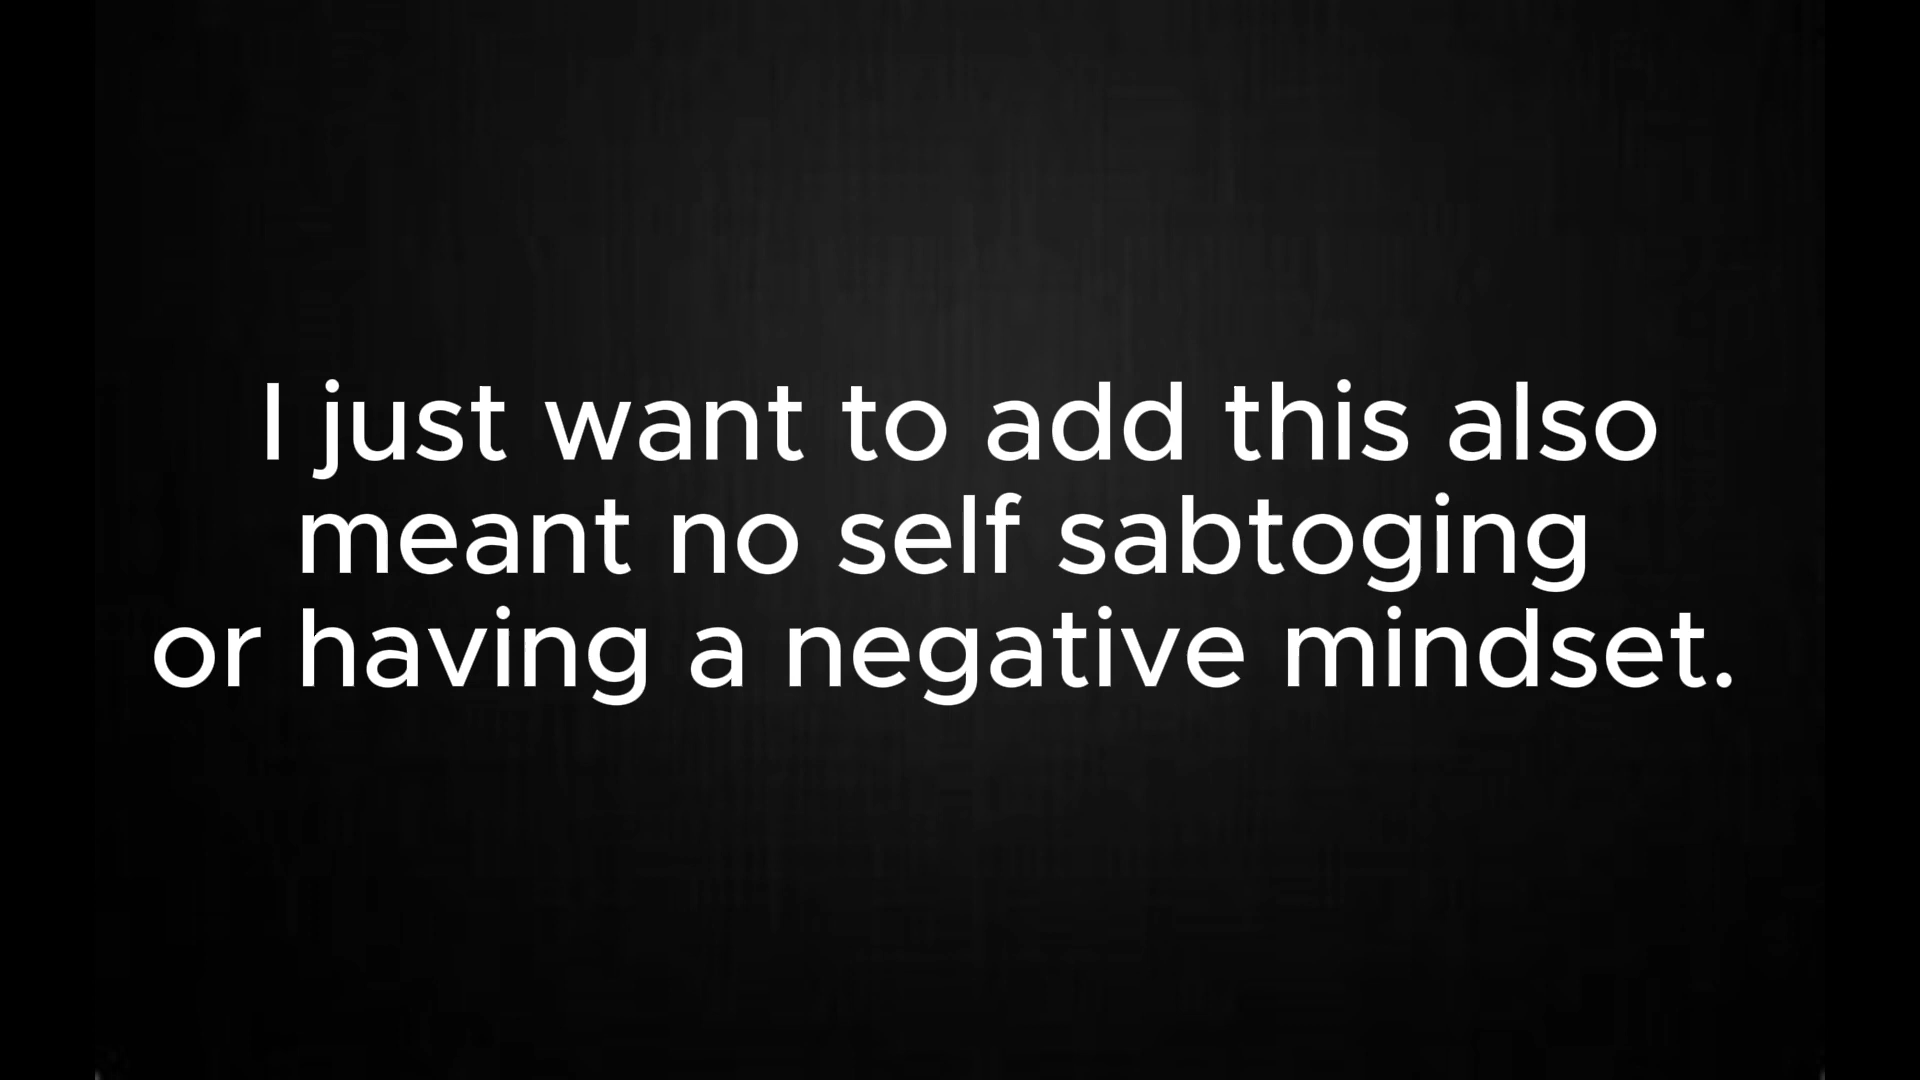 I just want to add this also
meant no self sabtoging
or having a negative mindset.